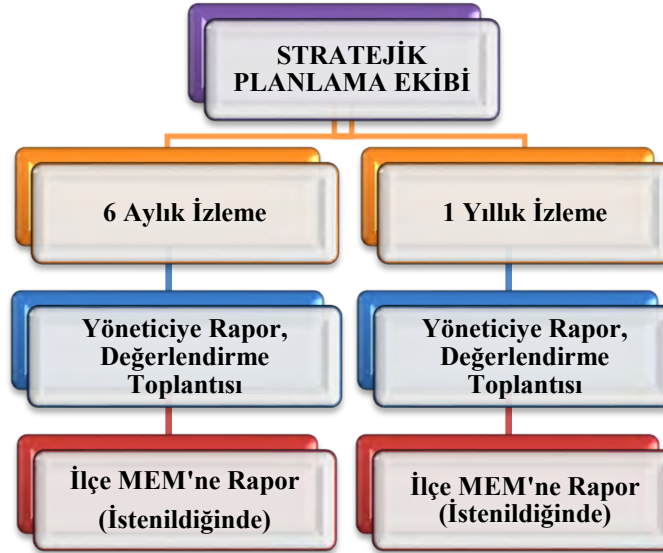 STRATEJİK
PLANLAMA EKİBİ
6 Aylık İzleme
1 Yıllık İzleme
Yöneticiye Rapor,
Değerlendirme
Toplantısı
Yöneticiye Rapor,
Değerlendirme
Toplantısı
İlçe MEM'ne Rapor
(İstenildiğinde)
İlçe MEM'ne Rapor
(İstenildiğinde)